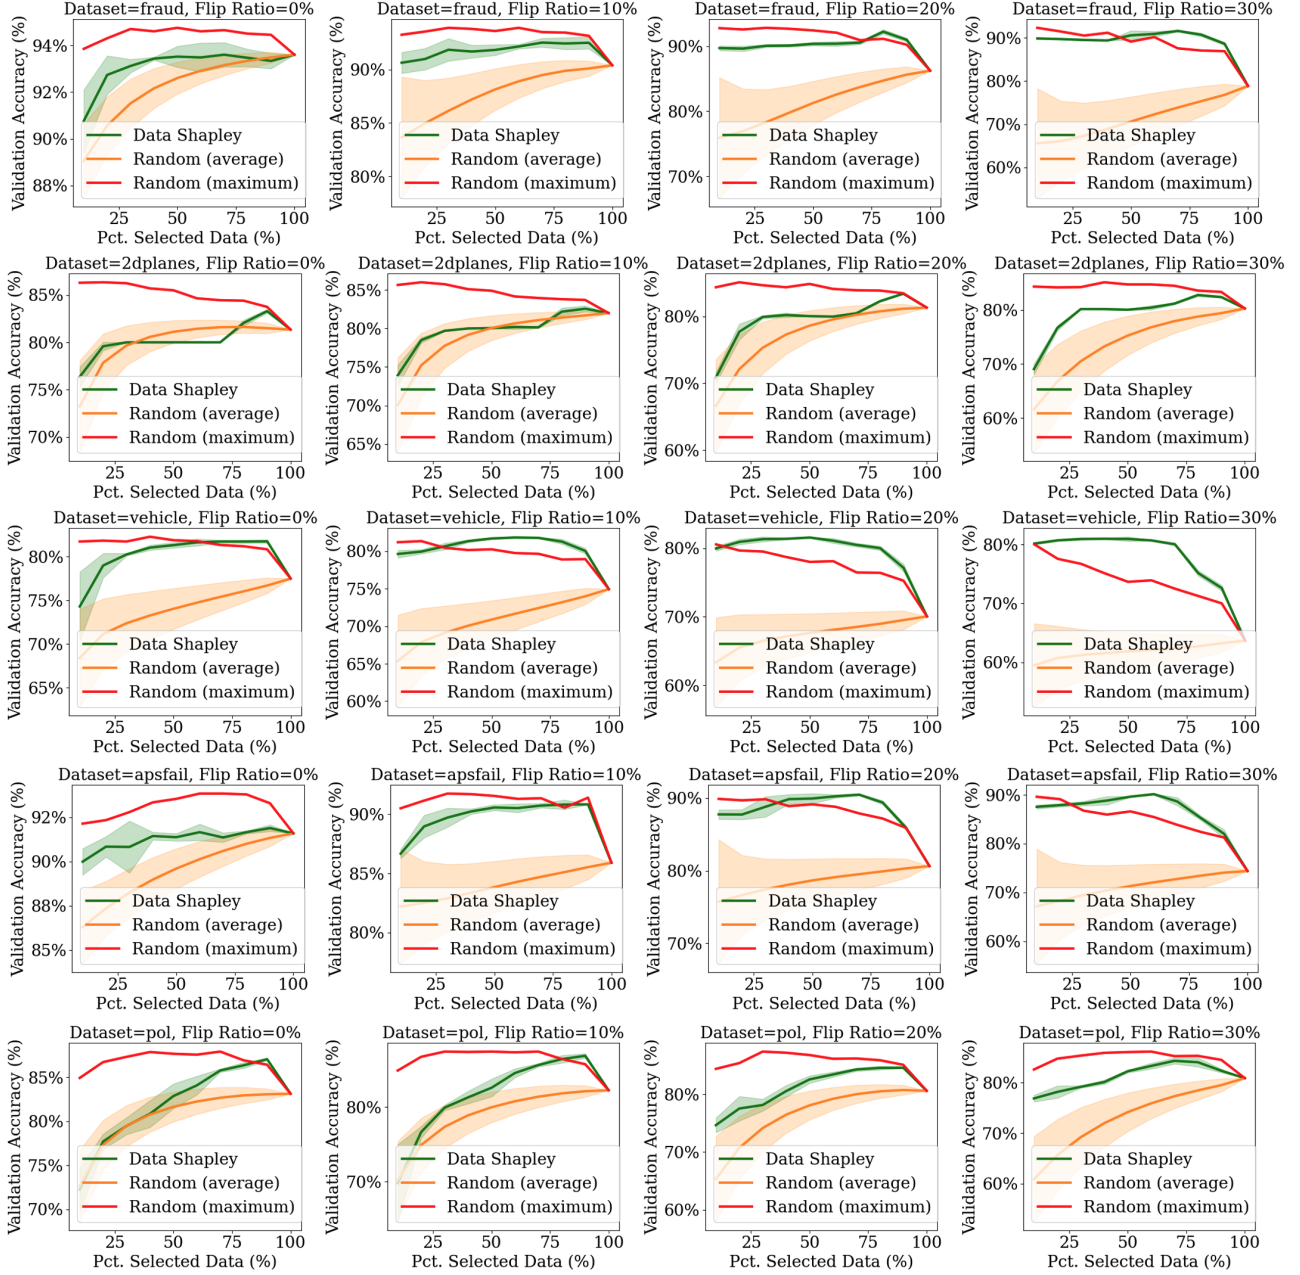 Dataset=fraud, Flip Ratio=0%
Validation Accuracy (%)
94%
92%
90%
88%
Data Shapley
Random (average)
Random (maximum)
25 50 75 100
Pct. Selected Data (%)
Dataset=fraud, Flip Ratio=10%
Validation Accuracy (%)
90%
85%
80%
Data Shapley
Random (average)
Random (maximum)
25 50 75 100
Pct. Selected Data (%)
Dataset=fraud, Flip Ratio=20%
Validation Accuracy (%)
90%
80%
70%
Data Shapley
Random (average)
Random (maximum)
25 50 75 100
Pct. Selected Data (%)
Dataset=fraud, Flip Ratio=30%
Validation Accuracy (%)
90%
80%
70%
60%
Data Shapley
Random (average)
Random (maximum)
25 50 75 100
Pct. Selected Data (%)
Dataset=2dplanes, Flip Ratio=0%
Validation Accuracy (%)
85%
80%
75%
70%
Data Shapley
Random (average)
Random (maximum)
25 50 75 100
Pct. Selected Data (%)
Dataset=2dplanes, Flip Ratio=10%
Validation Accuracy (%)
85%
80%
75%
70%
65%
Data Shapley
Random (average)
Random (maximum)
25 50 75 100
Pct. Selected Data (%)
Dataset=2dplanes, Flip Ratio=20%
Validation Accuracy (%)
80%
70%
60%
Data Shapley
Random (average)
Random (maximum)
25 50 75 100
Pct. Selected Data (%)
Dataset=2dplanes, Flip Ratio=30%
Validation Accuracy (%)
80%
70%
60%
Data Shapley
Random (average)
Random (maximum)
25 50 75 100
Pct. Selected Data (%)
Dataset=vehicle, Flip Ratio=0%
Validation Accuracy (%)
80%
75%
70%
65%
Data Shapley
Random (average)
Random (maximum)
25 50 75 100
Pct. Selected Data (%)
Dataset=vehicle, Flip Ratio=10%
Validation Accuracy (%)
80%
75%
70%
65%
60%
Data Shapley
Random (average)
Random (maximum)
25 50 75 100
Pct. Selected Data (%)
Dataset=vehicle, Flip Ratio=20%
Validation Accuracy (%)
80%
70%
60%
Data Shapley
Random (average)
Random (maximum)
25 50 75 100
Pct. Selected Data (%)
Dataset=vehicle, Flip Ratio=30%
Validation Accuracy (%)
80%
70%
60%
Data Shapley
Random (average)
Random (maximum)
25 50 75 100
Pct. Selected Data (%)
Dataset=apsfail, Flip Ratio=0%
Validation Accuracy (%)
92%
90%
88%
85%
Data Shapley
Random (average)
Random (maximum)
25 50 75 100
Pct. Selected Data (%)
Dataset=apsfail, Flip Ratio=10%
Validation Accuracy (%)
90%
85%
80%
Data Shapley
Random (average)
Random (maximum)
25 50 75 100
Pct. Selected Data (%)
Dataset=apsfail, Flip Ratio=20%
Validation Accuracy (%)
90%
80%
70%
Data Shapley
Random (average)
Random (maximum)
25 50 75 100
Pct. Selected Data (%)
Dataset=apsfail, Flip Ratio=30%
Validation Accuracy (%)
90%
80%
70%
60%
Data Shapley
Random (average)
Random (maximum)
25 50 75 100
Pct. Selected Data (%)
Dataset=pol, Flip Ratio=0%
Validation Accuracy (%)
85%
80%
75%
70%
Data Shapley
Random (average)
Random (maximum)
25 50 75 100
Pct. Selected Data (%)
Dataset=pol, Flip Ratio=10%
Validation Accuracy (%)
80%
70%
Data Shapley
Random (average)
Random (maximum)
25 50 75 100
Pct. Selected Data (%)
Dataset=pol, Flip Ratio=20%
Validation Accuracy (%)
80%
70%
60%
Data Shapley
Random (average)
Random (maximum)
25 50 75 100
Pct. Selected Data (%)
Dataset=pol, Flip Ratio=30%
Validation Accuracy (%)
80%
70%
60%
Data Shapley
Random (average)
Random (maximum)
25 50 75 100
Pct. Selected Data (%)